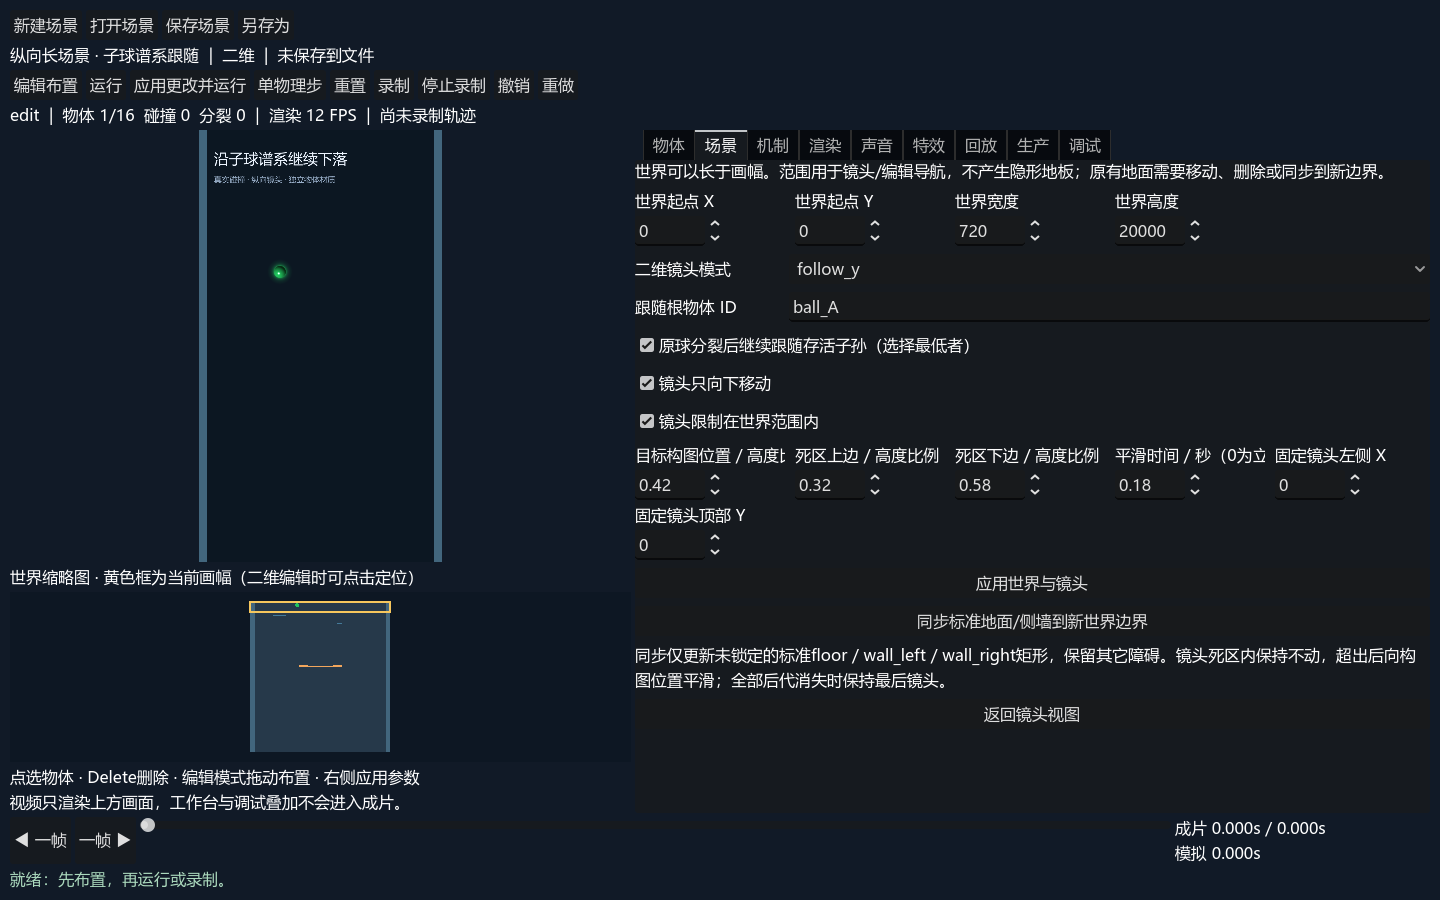 新建场景 打开场景 保存场景 另存为
纵向长场景 · 子球谱系跟随 | 二维 | 未保存到文件
编辑布置 运行 应用更改并运行 单物理步 重置 录制 停止录制 撤销 重做
edit | 物体 1/16 碰撞 0 分裂 0 | 渲染 12 FPS | 尚未录制轨迹
沿子球谱系继续下落
真实碰撞 · 纵向镜头 · 独立物体材质
世界缩略图 · 黄色框为当前画幅（二维编辑时可点击定位）
点选物体 · Delete删除 · 编辑模式拖动布置 · 右侧应用参数
视频只渲染上方画面，工作台与调试叠加不会进入成片。
物体 场景 机制 渲染 声音 特效 回放 生产 调试
世界可以长于画幅。范围用于镜头/编辑导航，不产生隐形地板；原有地面需要移动、删除或同步到新边界。
世界起点 X 世界起点 Y 世界宽度 世界高度
0 0 720 20000
二维镜头模式 follow_y
跟随根物体 ID ball_A
原球分裂后继续跟随存活子孙（选择最低者）
镜头只向下移动
镜头限制在世界范围内
目标构图位置 / 高度比 死区上边 / 高度比例 死区下边 / 高度比例 平滑时间 / 秒（0为立 固定镜头左侧 X
0.42 0.32 0.58 0.18 0
固定镜头顶部 Y
0
应用世界与镜头
同步标准地面/侧墙到新世界边界
同步仅更新未锁定的标准floor / wall_left / wall_right矩形，保留其它障碍。镜头死区内保持不动，超出后向构
图位置平滑；全部后代消失时保持最后镜头。
返回镜头视图
◀ 一帧 一帧 ▶
成片 0.000s / 0.000s
模拟 0.000s
就绪：先布置，再运行或录制。